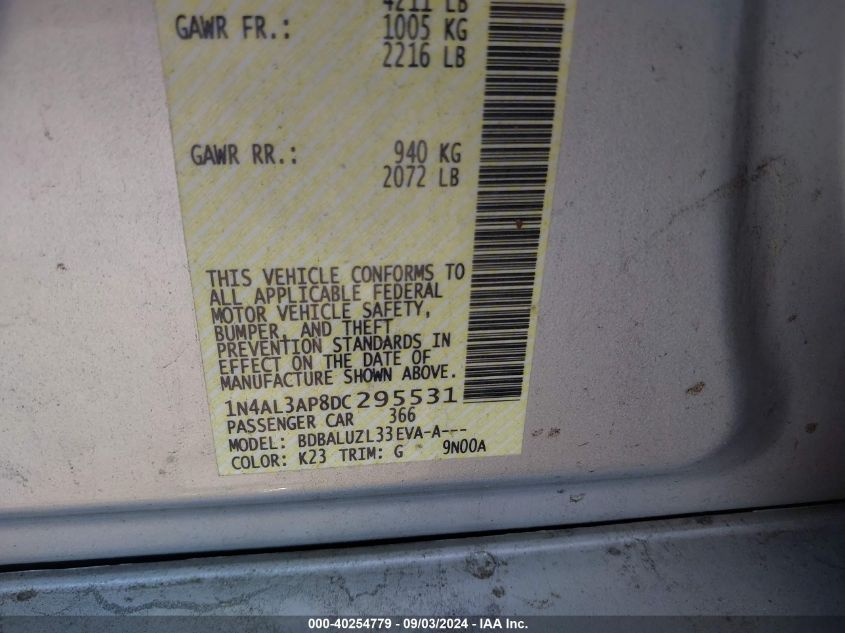 4211 LB
GAWR FR.: 1005 KG
2216 LB
GAWR RR.: 940 KG
2072 LB
THIS VEHICLE CONFORMS TO
ALL APPLICABLE FEDERAL
MOTOR VEHICLE SAFETY,
BUMPER, AND THEFT
PREVENTION STANDARDS IN
EFFECT ON THE DATE OF
MANUFACTURE SHOWN ABOVE.
1N4AL3AP8DC295531
PASSENGER CAR 366
MODEL: BDBALUZL33EVA-A---
COLOR: K23 TRIM: G 9N00A
000-40254779 - 09/03/2024 - IAA Inc.